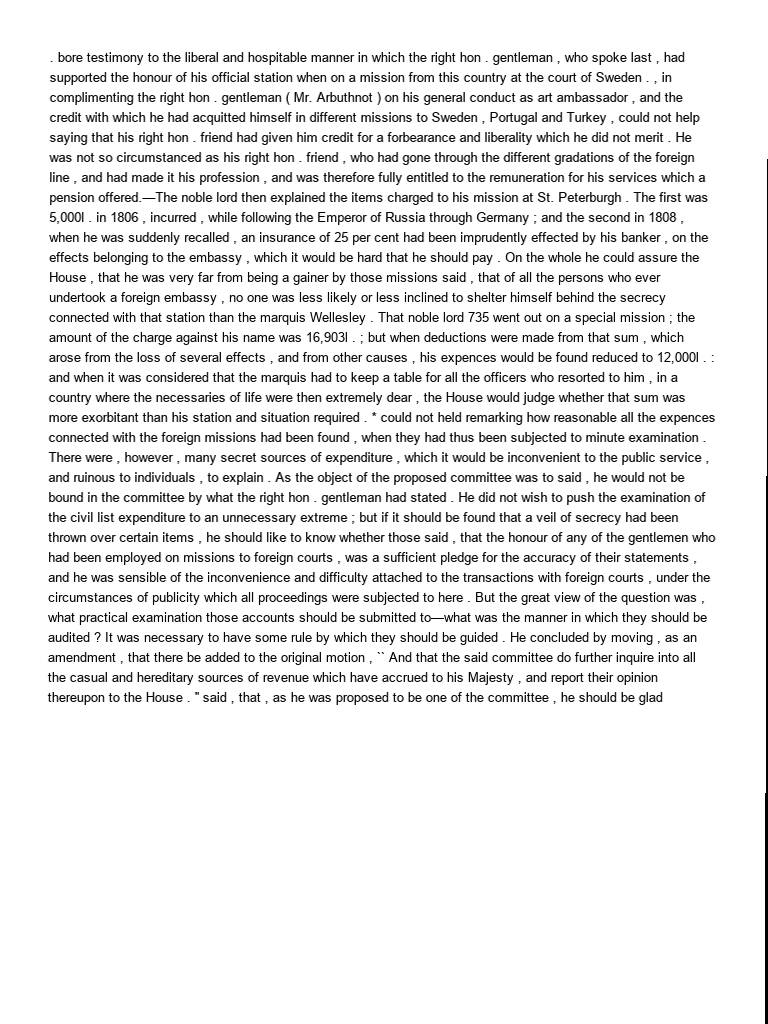 . bore testimony to the liberal and hospitable manner in which the right hon . gentleman , who spoke last , had
supported the honour of his official station when on a mission from this country at the court of Sweden . , in
complimenting the right hon . gentleman ( Mr. Arbuthnot ) on his general conduct as art ambassador , and the
credit with which he had acquitted himself in different missions to Sweden , Portugal and Turkey , could not help
saying that his right hon . friend had given him credit for a forbearance and liberality which he did not merit . He
was not so circumstanced as his right hon . friend , who had gone through the different gradations of the foreign
line , and had made it his profession , and was therefore fully entitled to the remuneration for his services which a
pension offered.—The noble lord then explained the items charged to his mission at St. Peterburgh . The first was
5,000l . in 1806 , incurred , while following the Emperor of Russia through Germany ; and the second in 1808 ,
when he was suddenly recalled , an insurance of 25 per cent had been imprudently effected by his banker , on the
effects belonging to the embassy , which it would be hard that he should pay . On the whole he could assure the
House , that he was very far from being a gainer by those missions said , that of all the persons who ever
undertook a foreign embassy , no one was less likely or less inclined to shelter himself behind the secrecy
connected with that station than the marquis Wellesley . That noble lord 735 went out on a special mission ; the
amount of the charge against his name was 16,903l . ; but when deductions were made from that sum , which
arose from the loss of several effects , and from other causes , his expences would be found reduced to 12,000l . :
and when it was considered that the marquis had to keep a table for all the officers who resorted to him , in a
country where the necessaries of life were then extremely dear , the House would judge whether that sum was
more exorbitant than his station and situation required . * could not held remarking how reasonable all the expences
connected with the foreign missions had been found , when they had thus been subjected to minute examination .
There were , however , many secret sources of expenditure , which it would be inconvenient to the public service ,
and ruinous to individuals , to explain . As the object of the proposed committee was to said , he would not be
bound in the committee by what the right hon . gentleman had stated . He did not wish to push the examination of
the civil list expenditure to an unnecessary extreme ; but if it should be found that a veil of secrecy had been
thrown over certain items , he should like to know whether those said , that the honour of any of the gentlemen who
had been employed on missions to foreign courts , was a sufficient pledge for the accuracy of their statements ,
and he was sensible of the inconvenience and difficulty attached to the transactions with foreign courts , under the
circumstances of publicity which all proceedings were subjected to here . But the great view of the question was ,
what practical examination those accounts should be submitted to—what was the manner in which they should be
audited ? It was necessary to have some rule by which they should be guided . He concluded by moving , as an
amendment , that there be added to the original motion , `` And that the said committee do further inquire into all
the casual and hereditary sources of revenue which have accrued to his Majesty , and report their opinion
thereupon to the House . " said , that , as he was proposed to be one of the committee , he should be glad